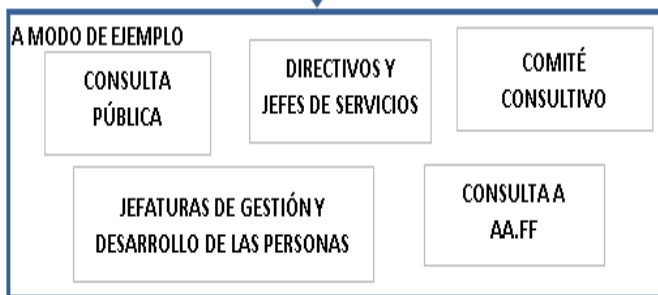 A MODO DE EJEMPLO
CONSULTA
PÚBLICA
DIRECTIVOS Y
JEFES DE SERVICIOS
COMITÉ
CONSULTIVO
JEFATURAS DE GESTIÓN Y
DESARROLLO DE LAS PERSONAS
CONSULTA A
AA.FF